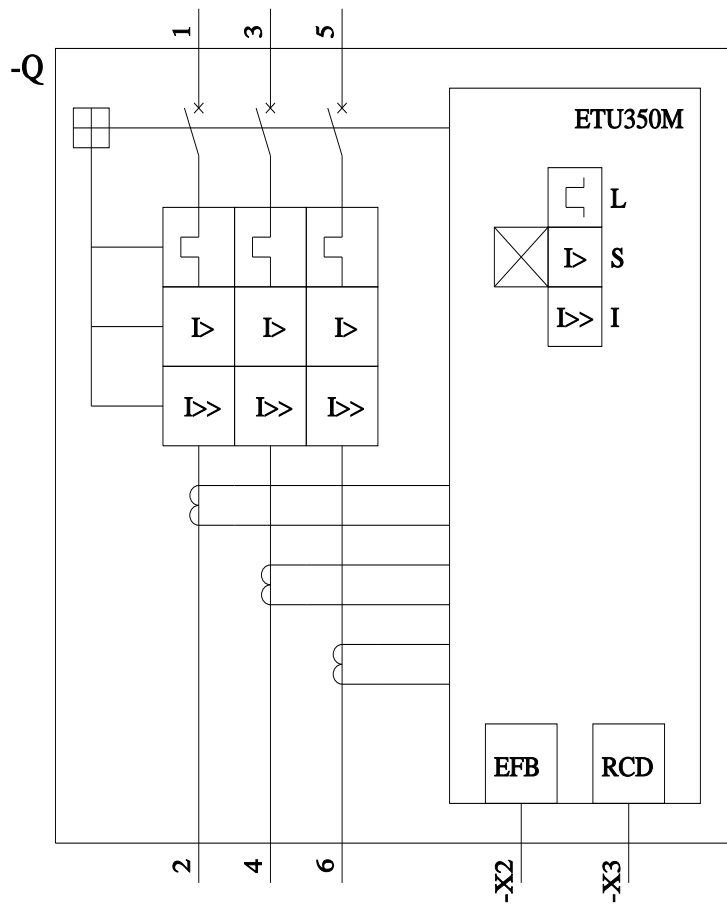 1 3 5
-Q
ETU350M
L
I> S
I>> I
I> I> I>
I>> I>> I>>
EFB RCD
2 4 6 -X2 -X3